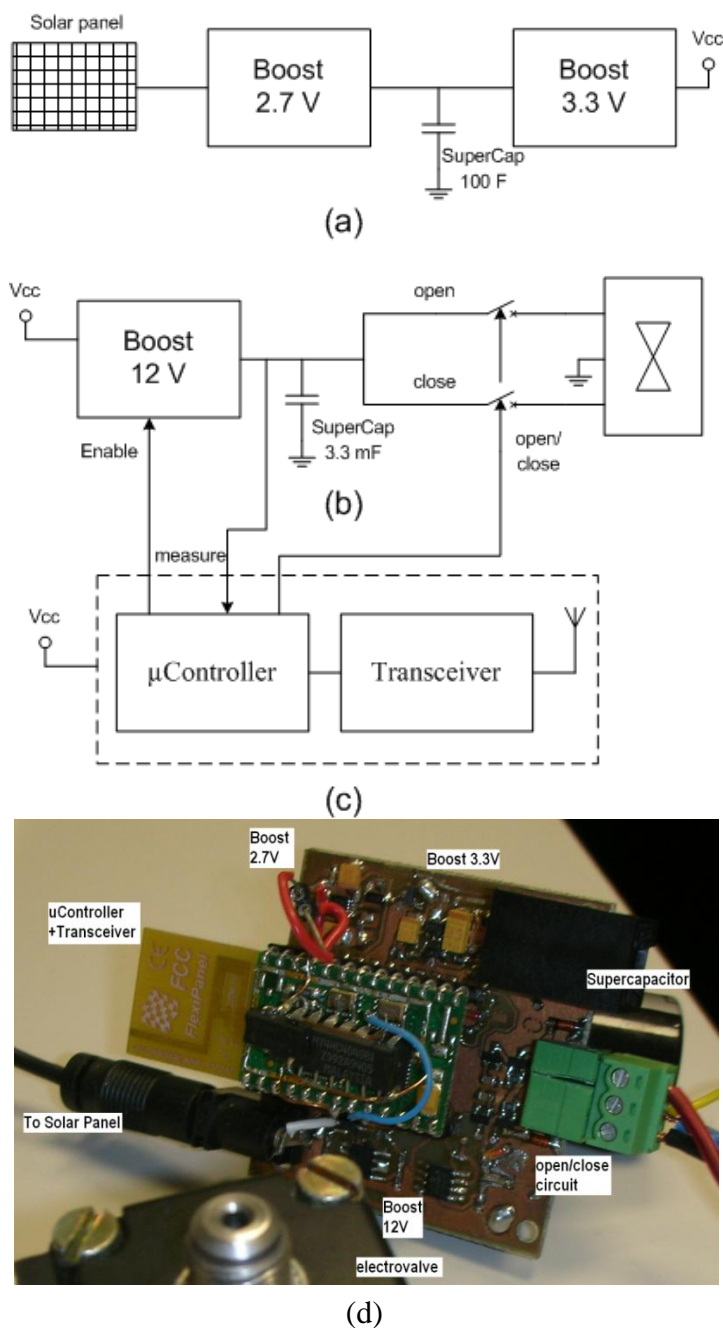 Solar panel
Boost
2.7 V
Boost
3.3 V
Vcc
SuperCap
100 F
(a)
Vcc
Boost
12 V
open
close
SuperCap
3.3 mF
open/
close
Enable
(b)
measure
Vcc
µController
Transceiver
(c)
Boost
2.7V
Boost 3.3V
uController
+Transceiver
CE
FCC
FlexiPanel
Supercapacitor
To Solar Panel
open/close
circuit
Boost
12V
electrovalve
(d)